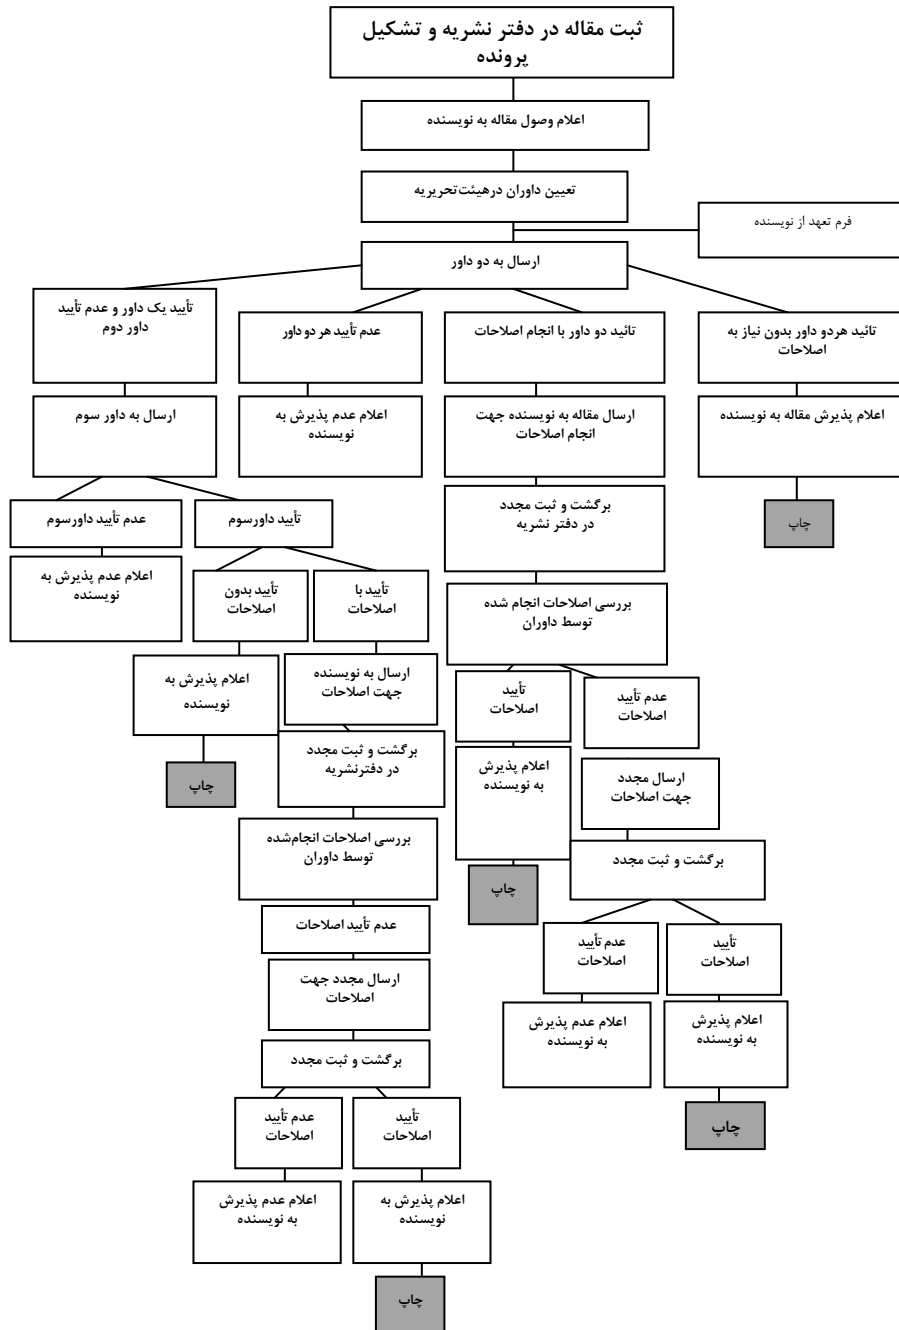 ثبت مقاله در دفتر نشریه و تشکیل
پرونده
اعلام وصول مقاله به نویسنده
تعیین داوران درهیئت‌تحریریه
فرم تعهد از نویسنده
ارسال به دو داور
تائید هردو داور بدون نیاز به
اصلاحات
تائید دو داور با انجام اصلاحات
عدم تأیید هر دو داور
تأیید یک داور و عدم تأیید
داور دوم
اعلام پذیرش مقاله به نویسنده
ارسال مقاله به نویسنده جهت
انجام اصلاحات
اعلام عدم پذیرش به
نویسنده
ارسال به داور سوم
چاپ
برگشت و ثبت مجدد
در دفتر نشریه
تأیید داورسوم
عدم تأیید داورسوم
بررسی اصلاحات انجام شده
توسط داوران
تأیید با
اصلاحات
تأیید بدون
اصلاحات
اعلام عدم پذیرش به
نویسنده
عدم تأیید
اصلاحات
تأیید
اصلاحات
ارسال به نویسنده
جهت اصلاحات
اعلام پذیرش به
نویسنده
ارسال مجدد
جهت اصلاحات
اعلام پذیرش
به نویسنده
برگشت و ثبت مجدد
در دفترنشریه
چاپ
برگشت و ثبت مجدد
چاپ
بررسی اصلاحات انجام‌شده
توسط داوران
تأیید
اصلاحات
عدم تأیید
اصلاحات
عدم تأیید اصلاحات
اعلام پذیرش
به نویسنده
اعلام عدم پذیرش
به نویسنده
ارسال مجدد جهت
اصلاحات
چاپ
برگشت و ثبت مجدد
تأیید
اصلاحات
عدم تأیید
اصلاحات
اعلام پذیرش به
نویسنده
اعلام عدم پذیرش
به نویسنده
چاپ